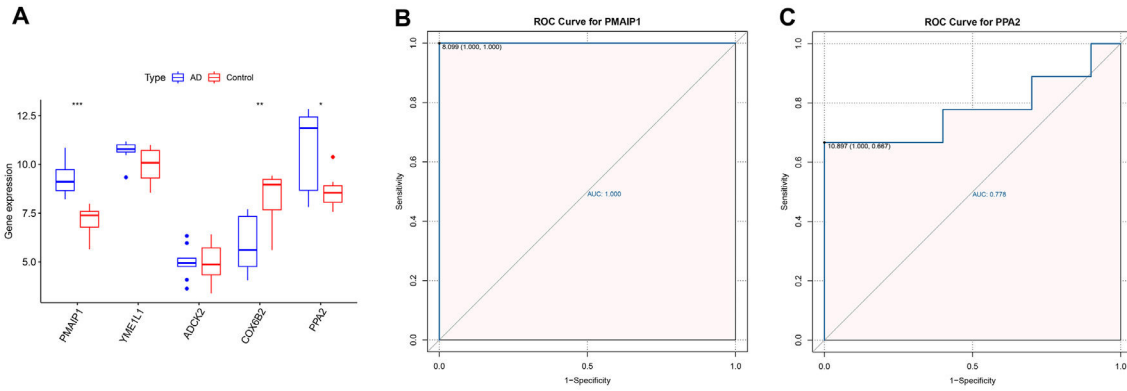 A
Type AD Control
Gene expression
12.5
10.0
7.5
5.0
***
**
*
PMAIP1
YME1L1
ADCK2
COX6B2
PPA2
B
ROC Curve for PMAIP1
Sensitivity
1.0
0.8
0.6
0.4
0.2
0.0
8.099 (1.000, 1.000)
AUC: 1.000
0.0 0.5 1.0
1−Specificity
C
ROC Curve for PPA2
Sensitivity
1.0
0.8
0.6
0.4
0.2
0.0
10.897 (1.000, 0.667)
AUC: 0.778
0.0 0.5 1.0
1−Specificity